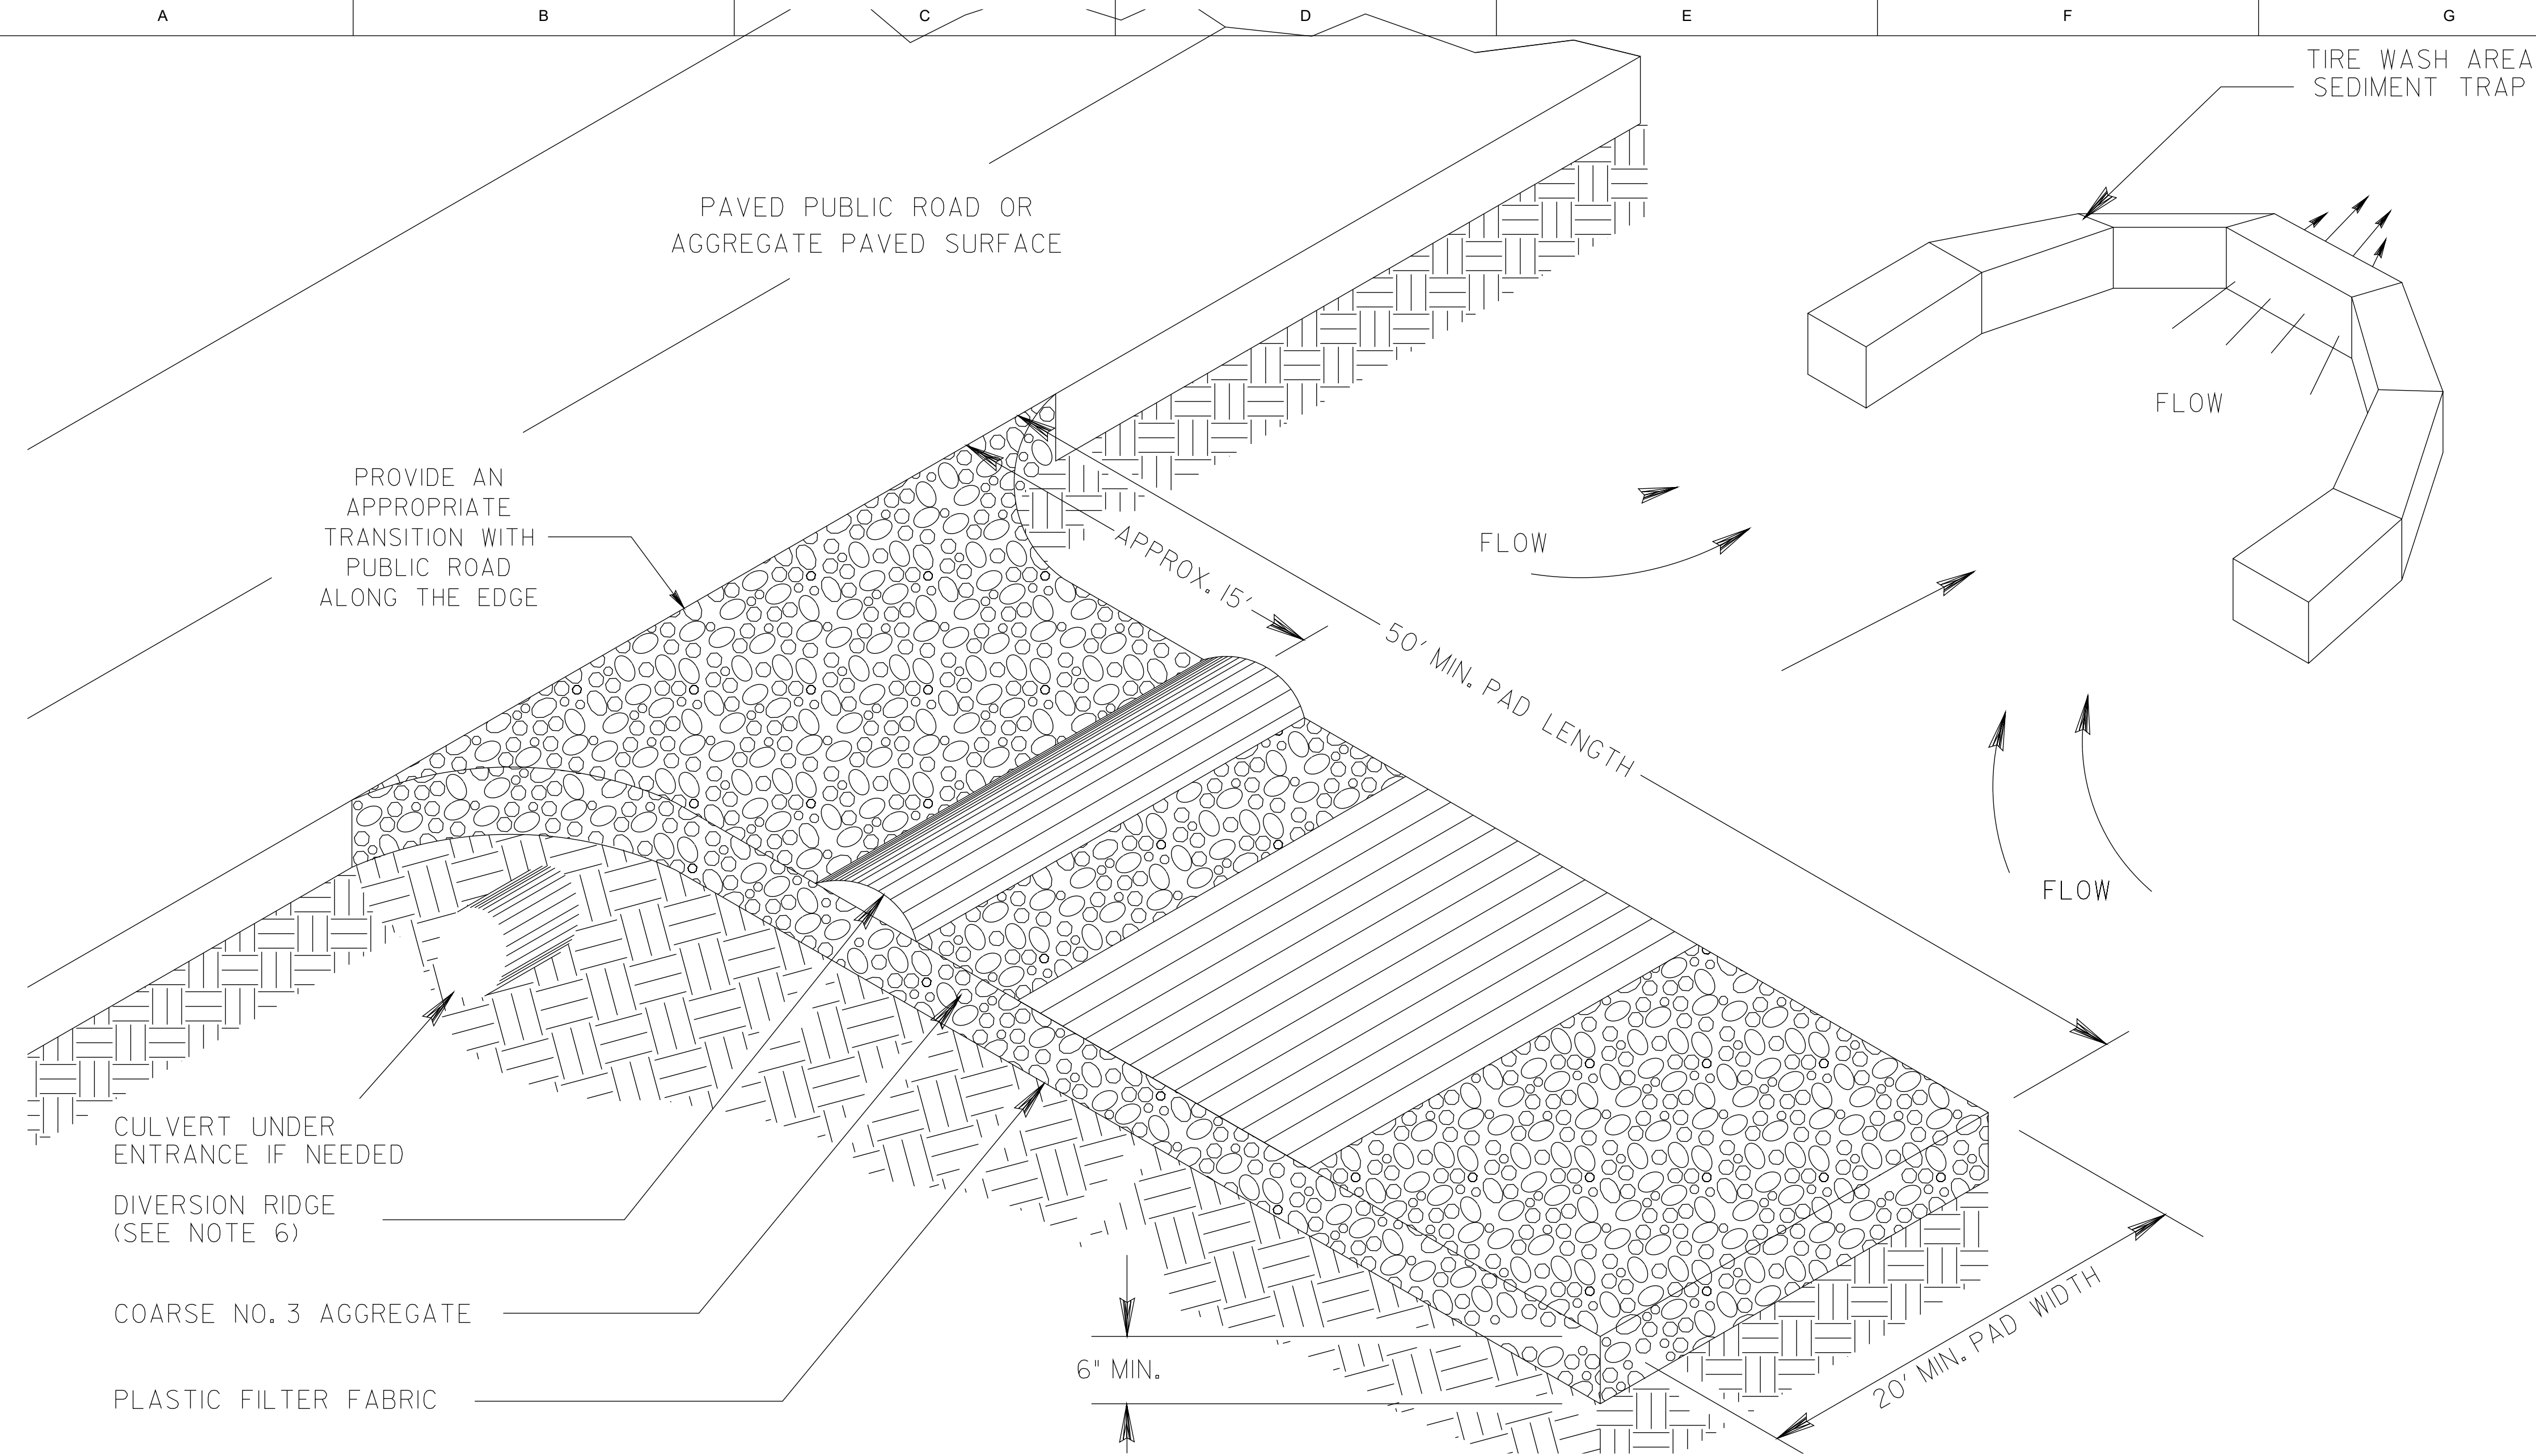 A B C D E F G
TIRE WASH AREA
SEDIMENT TRAP
PAVED PUBLIC ROAD OR
AGGREGATE PAVED SURFACE
FLOW
PROVIDE AN
APPROPRIATE
TRANSITION WITH
PUBLIC ROAD
ALONG THE EDGE
APPROX. 15'
FLOW
50' MIN. PAD LENGTH
FLOW
CULVERT UNDER
ENTRANCE IF NEEDED
DIVERSION RIDGE
(SEE NOTE 6)
COARSE NO. 3 AGGREGATE
PLASTIC FILTER FABRIC
6" MIN.
20' MIN. PAD WIDTH